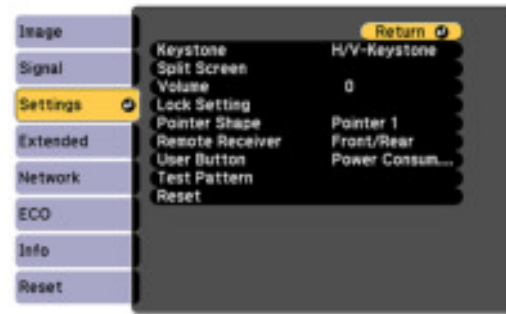 Image
Signal
Settings
Extended
Network
ECO
Info
Reset
Return
Keystone H/V-Keystone
Split Screen
Volume 0
Lock Setting
Pointer Shape Pointer 1
Remote Receiver Front/Rear
User Button Power Consum...
Test Pattern
Reset